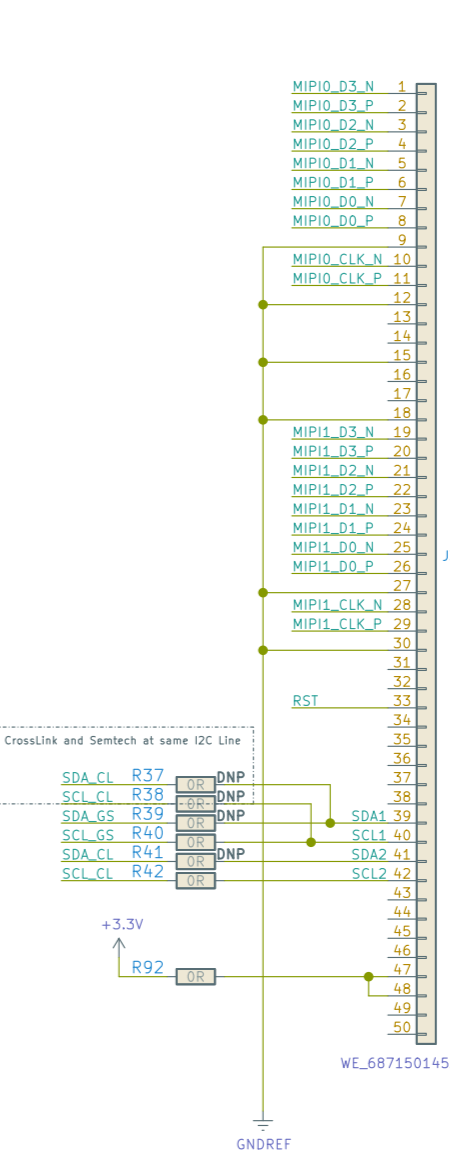 MIPI0_D3_N 1
MIPI0_D3_P 2
MIPI0_D2_N 3
MIPI0_D2_P 4
MIPI0_D1_N 5
MIPI0_D1_P 6
MIPI0_D0_N 7
MIPI0_D0_P 8
9
MIPI0_CLK_N 10
MIPI0_CLK_P 11
12
13
14
15
16
17
18
MIPI1_D3_N 19
MIPI1_D3_P 20
MIPI1_D2_N 21
MIPI1_D2_P 22
MIPI1_D1_N 23
MIPI1_D1_P 24
MIPI1_D0_N 25
J
MIPI1_D0_P 26
27
MIPI1_CLK_N 28
MIPI1_CLK_P 29
30
31
32
RST 33
34
CrossLink and Semtech at same I2C Line 35
36
SDA_CL R37 0R DNP 37
SCL_CL R38 0R DNP 38
SDA_GS R39 0R DNP SDA1 39
SCL_GS R40 0R SCL1 40
SDA_CL R41 0R DNP SDA2 41
SCL_CL R42 0R SCL2 42
43
44
+3.3V 45
46
R92 0R 47
48
49
50
WE_687150145
GNDREF